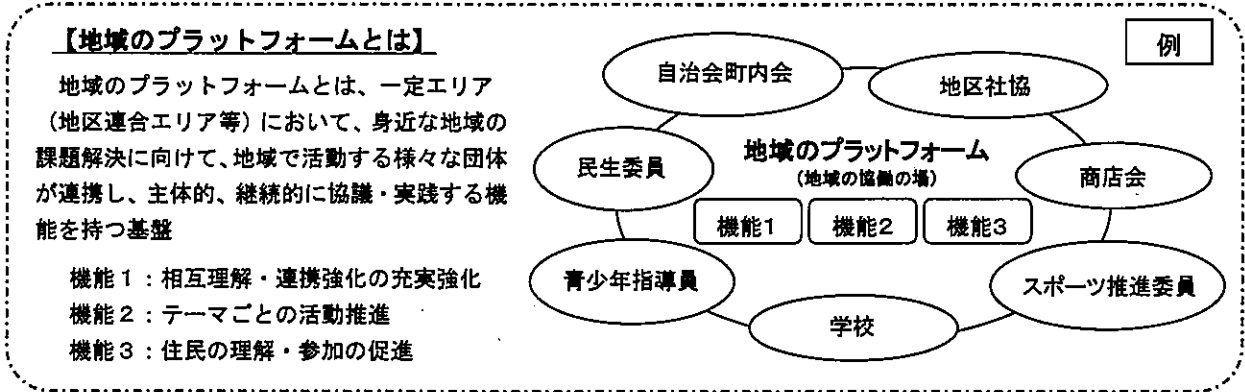 【地域のプラットフォームとは】
地域のプラットフォームとは、一定エリア
（地区連合エリア等）において、身近な地域の
課題解決に向けて、地域で活動する様々な団体
が連携し、主体的、継続的に協議・実践する機
能を持つ基盤
機能１：相互理解・連携強化の充実強化
機能２：テーマごとの活動推進
機能３：住民の理解・参加の促進
例
自治会町内会
地区社協
民生委員
地域のプラットフォーム
（地域の協働の場）
商店会
機能１
機能２
機能３
青少年指導員
スポーツ推進委員
学校